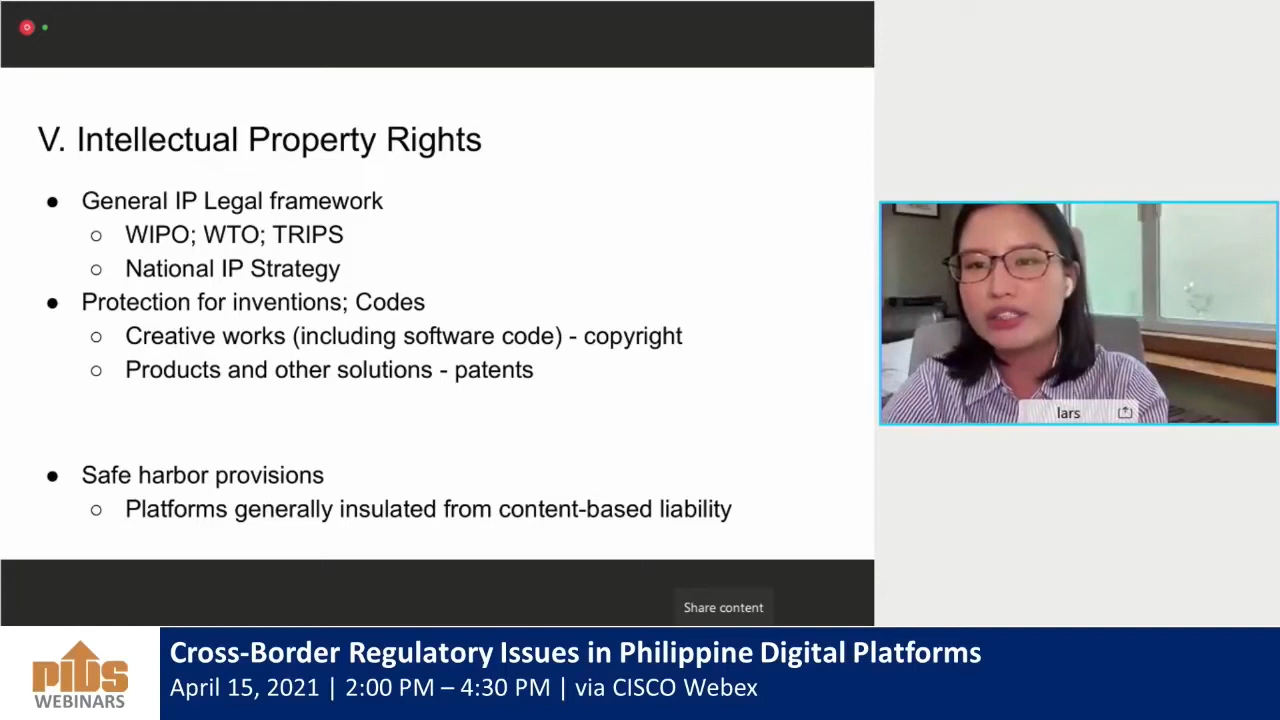 V. Intellectual Property Rights
● General IP Legal framework
○ WIPO; WTO; TRIPS
○ National IP Strategy
● Protection for inventions; Codes
○ Creative works (including software code) - copyright
○ Products and other solutions - patents
● Safe harbor provisions
○ Platforms generally insulated from content-based liability
lars
Share content
PIDS
WEBINARS
Cross-Border Regulatory Issues in Philippine Digital Platforms
April 15, 2021 | 2:00 PM – 4:30 PM | via CISCO Webex